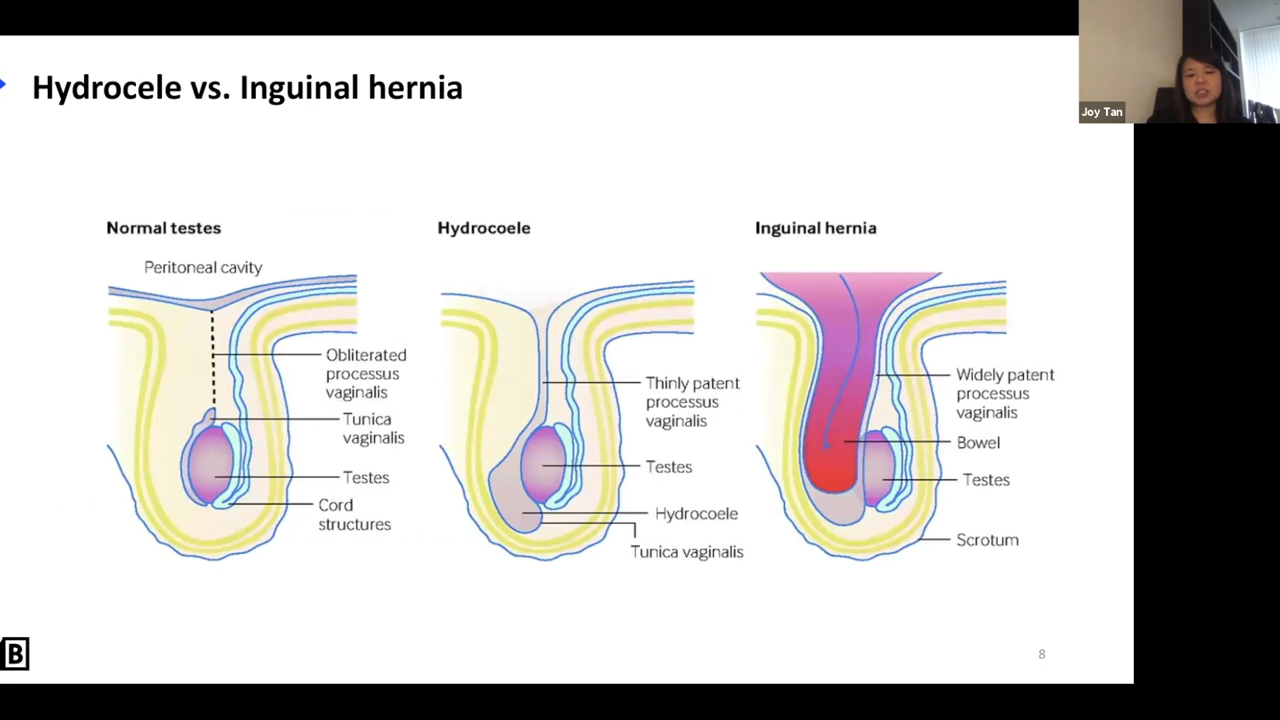 Hydrocele vs. Inguinal hernia
Joy Tan
Normal testes
Peritoneal cavity
Obliterated
processus
vaginalis
Tunica
vaginalis
Testes
Cord
structures
Hydrocoele
Thinly patent
processus
vaginalis
Testes
Hydrocoele
Tunica vaginalis
Inguinal hernia
Widely patent
processus
vaginalis
Bowel
Testes
Scrotum
B
8